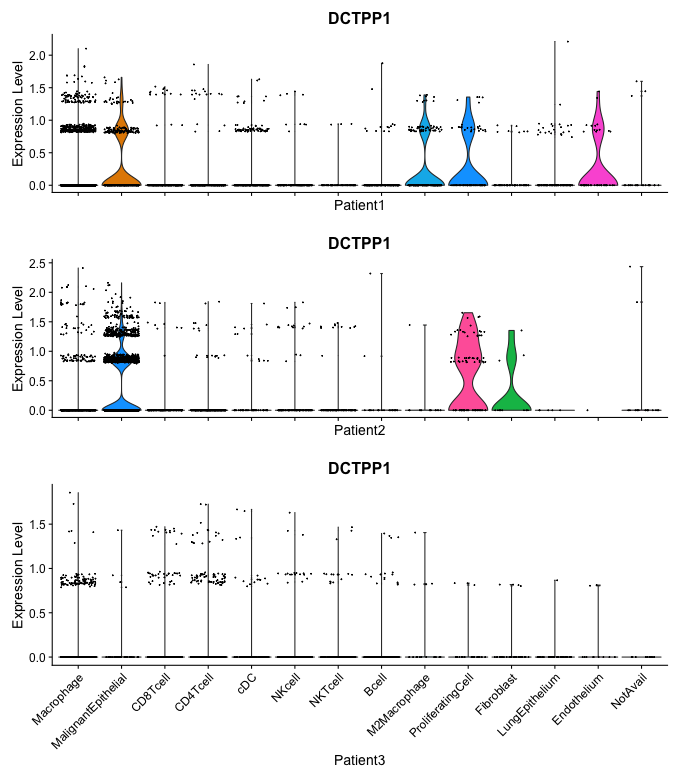 DCTPP1
Expression Level
2.0
1.5
1.0
0.5
0.0
Patient1
DCTPP1
Expression Level
2.5
2.0
1.5
1.0
0.5
0.0
Patient2
DCTPP1
Expression Level
1.5
1.0
0.5
0.0
Macrophage
MalignantEpithelial
CD8Tcell
CD4Tcell
cDC
NKcell
NKTcell
Bcell
M2Macrophage
ProliferatingCell
Fibroblast
LungEpithelium
Endothelium
NotAvail
Patient3